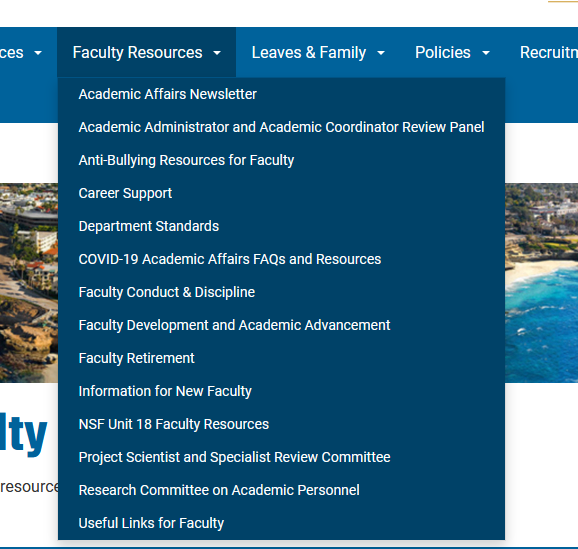 ces
Faculty Resources
Leaves & Family
Policies
Recruitm
Academic Affairs Newsletter
Academic Administrator and Academic Coordinator Review Panel
Anti-Bullying Resources for Faculty
Career Support
Department Standards
COVID-19 Academic Affairs FAQs and Resources
Faculty Conduct & Discipline
Faculty Development and Academic Advancement
Faculty Retirement
Information for New Faculty
lty
NSF Unit 18 Faculty Resources
Project Scientist and Specialist Review Committee
resource
Research Committee on Academic Personnel
Useful Links for Faculty